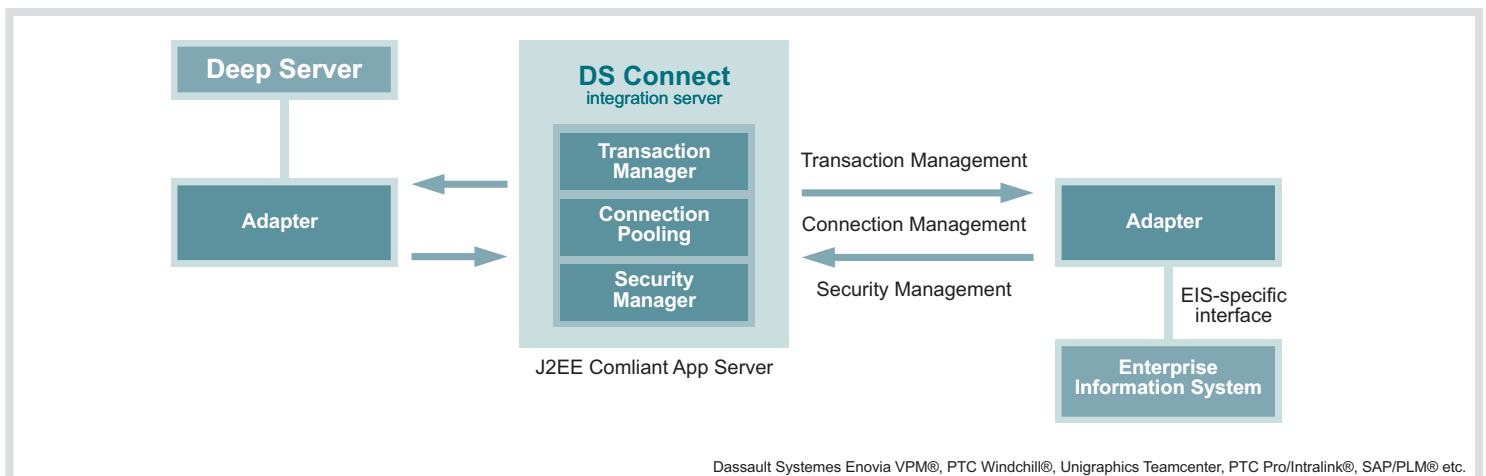 Deep Server
Adapter
DS Connect
integration server
Transaction
Manager
Connection
Pooling
Security
Manager
J2EE Comliant App Server
Transaction Management
Connection Management
Security Management
Adapter
EIS-specific
interface
Enterprise
Information System
Dassault Systemes Enovia VPM®, PTC Windchill®, Unigraphics Teamcenter, PTC Pro/Intralink®, SAP/PLM® etc.